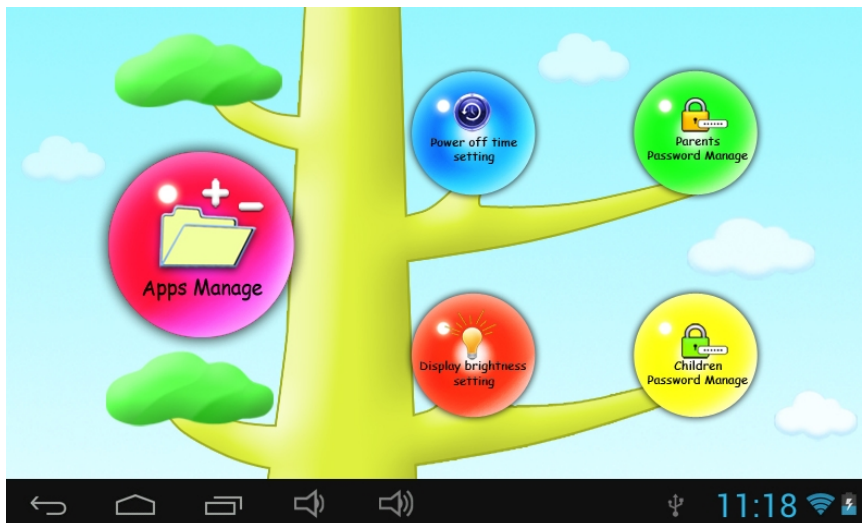 Power off time
setting
Parents
Password Manage
Apps Manage
Display brightness
setting
Children
Password Manage
11:18